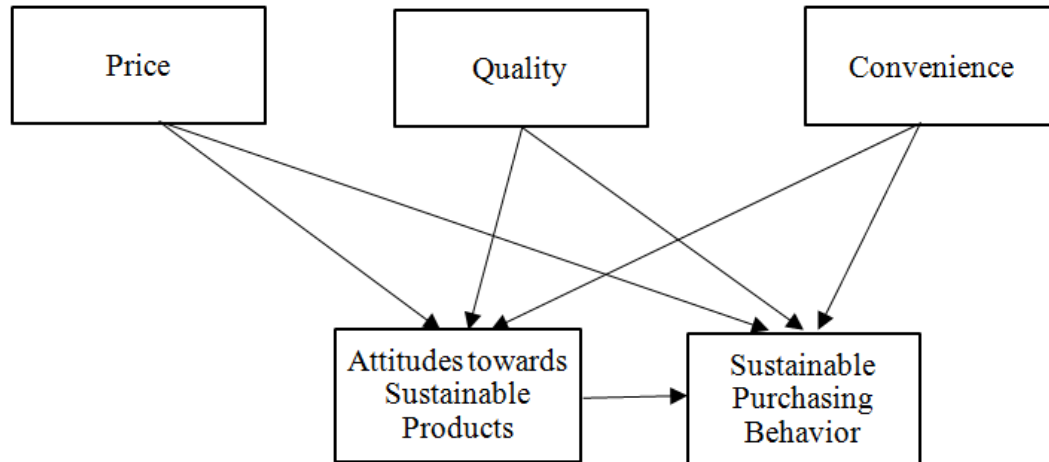 Price
Quality
Convenience
Attitudes towards
Sustainable
Products
Sustainable
Purchasing
Behavior